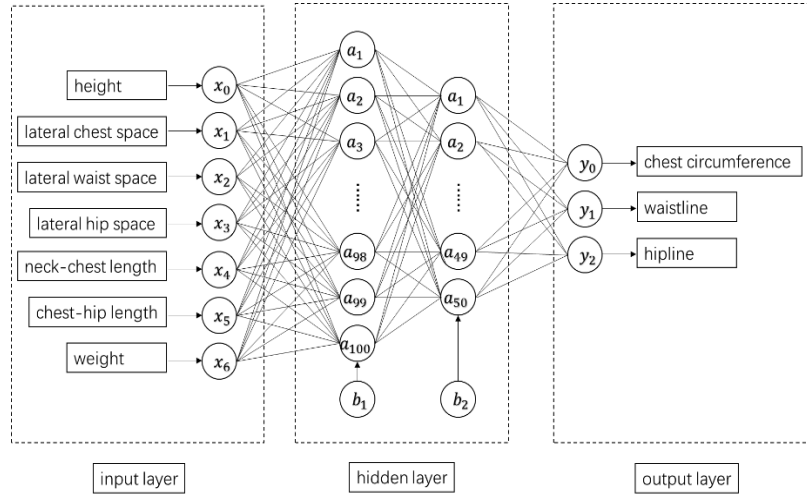 height
lateral chest space
lateral waist space
lateral hip space
neck-chest length
chest-hip length
weight
x₀
x₁
x₂
x₃
x₄
x₅
x₆
a₁
a₂
a₃
......
a₉₈
a₉₉
a₁₀₀
b₁
a₁
a₂
......
a₄₉
a₅₀
b₂
y₀
y₁
y₂
chest circumference
waistline
hipline
input layer
hidden layer
output layer